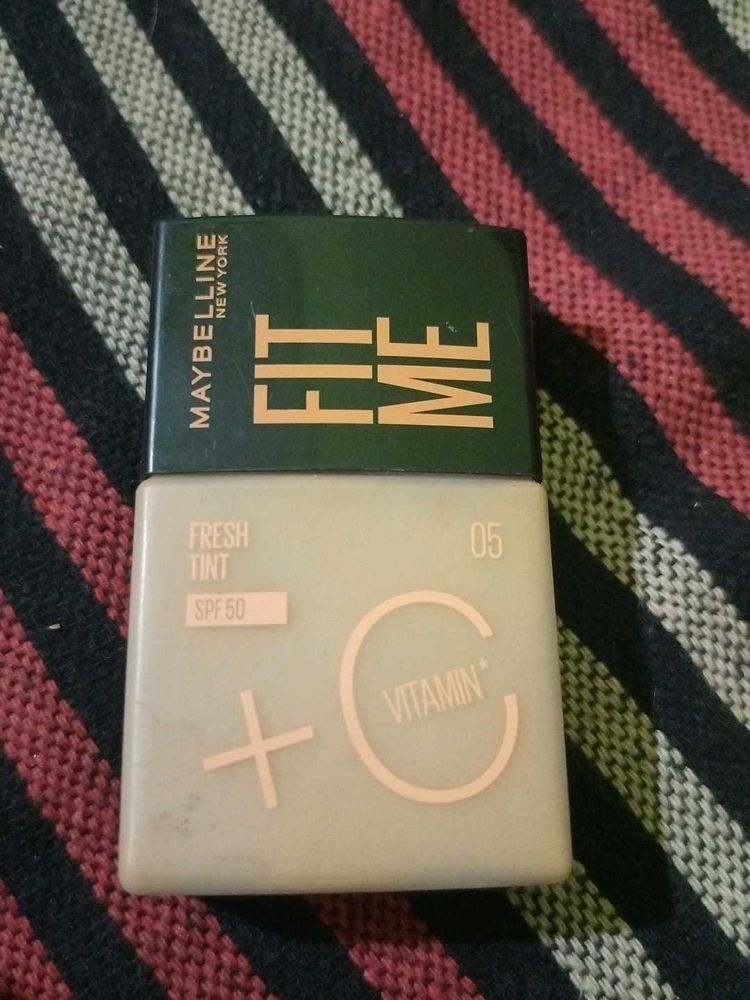 MAYBELLINE
NEW YORK
FIT
ME
FRESH
TINT
05
SPF 50
+ C
VITAMIN*